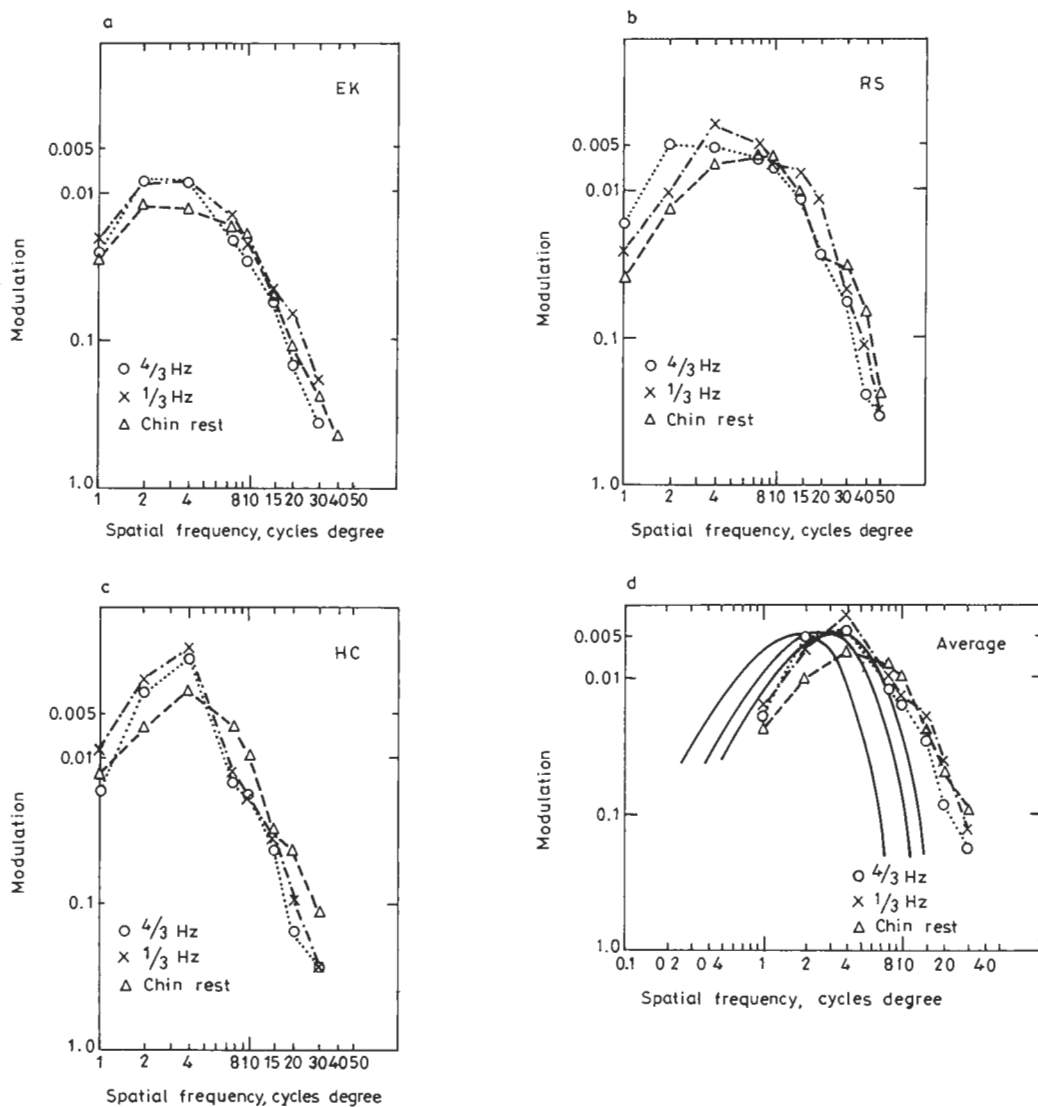 a
EK
0.005
0.01
0.1
1.0
Modulation
○ 4/3 Hz
× 1/3 Hz
△ Chin rest
1 2 4 8 10 15 20 30 40 50
Spatial frequency, cycles degree
b
RS
0.005
0.01
0.1
1.0
Modulation
○ 4/3 Hz
× 1/3 Hz
△ Chin rest
1 2 4 8 10 15 20 30 40 50
Spatial frequency, cycles degree
c
HC
0.005
0.01
0.1
1.0
Modulation
○ 4/3 Hz
× 1/3 Hz
△ Chin rest
1 2 4 8 10 15 20 30 40 50
Spatial frequency, cycles degree
d
Average
0.005
0.01
0.1
1.0
Modulation
○ 4/3 Hz
× 1/3 Hz
△ Chin rest
0.1 0 2 0 4 1 2 4 8 10 20 40
Spatial frequency, cycles degree